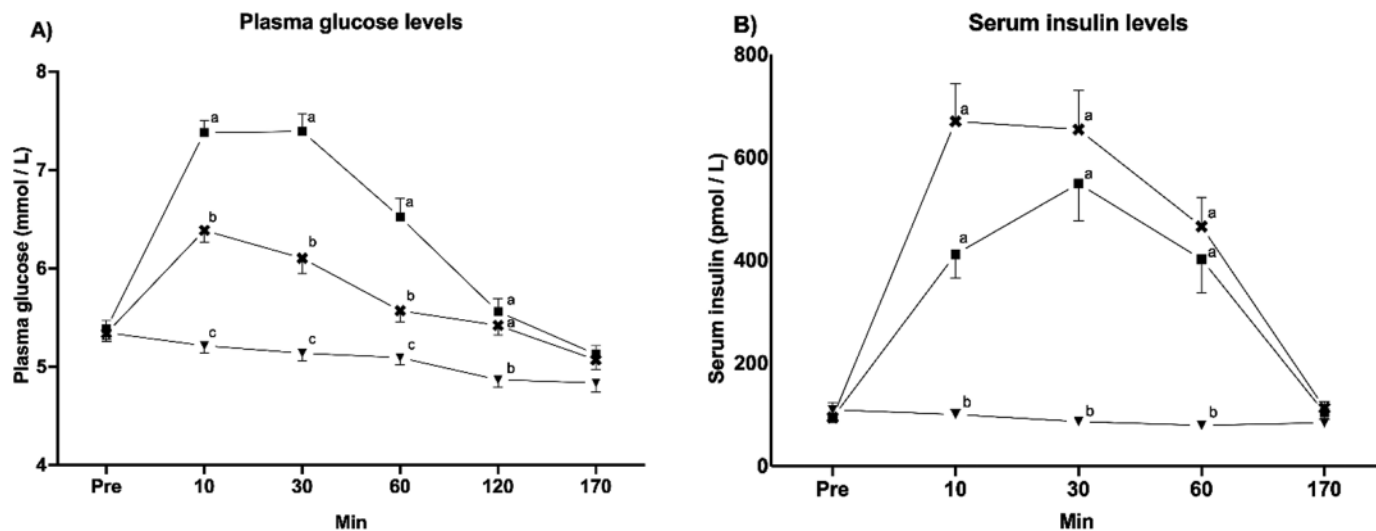 A)
Plasma glucose levels
Plasma glucose (mmol / L)
8
7
6
5
4
a
a
a
a
b
b
b
a
c
c
c
b
Pre 10 30 60 120 170
Min
B)
Serum insulin levels
Serum insulin (pmol / L)
800
600
400
200
0
a
a
a
a
a
a
b
b
b
Pre 10 30 60 170
Min